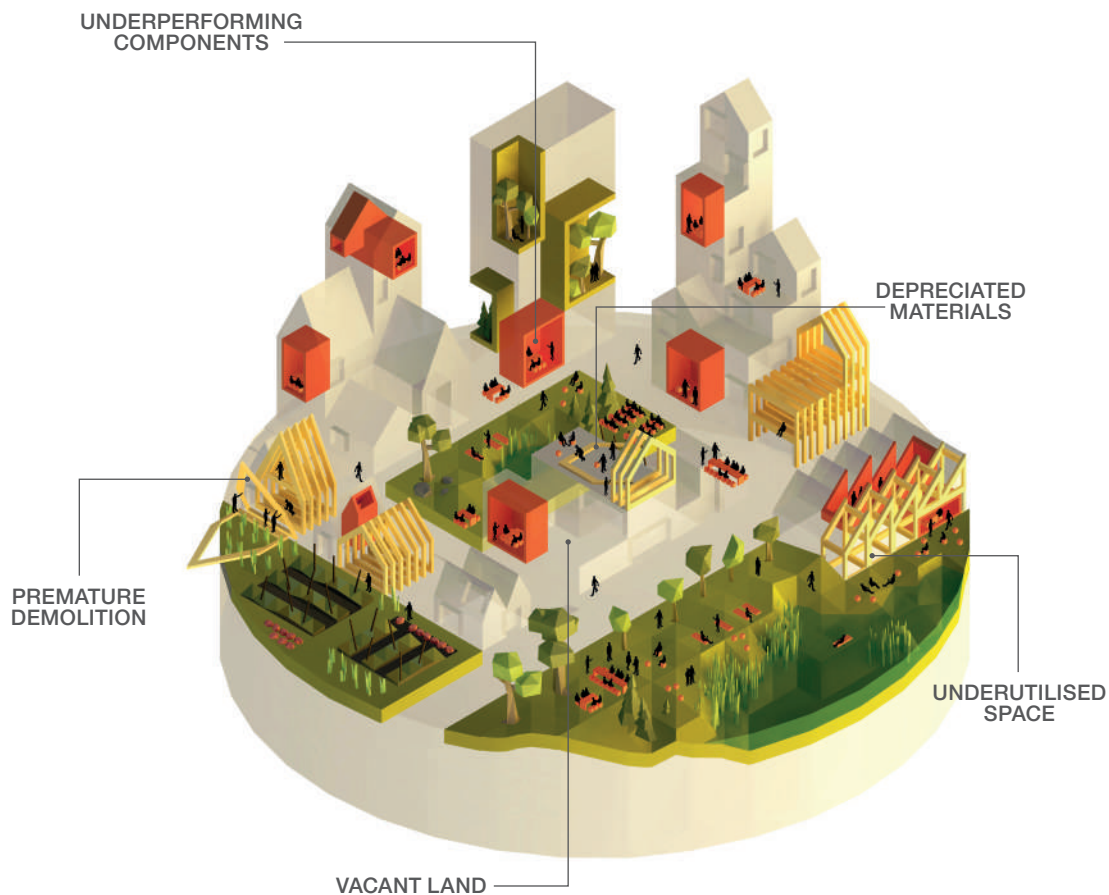 UNDERPERFORMING
COMPONENTS
DEPRECIATED
MATERIALS
PREMATURE
DEMOLITION
UNDERUTILISED
SPACE
VACANT LAND